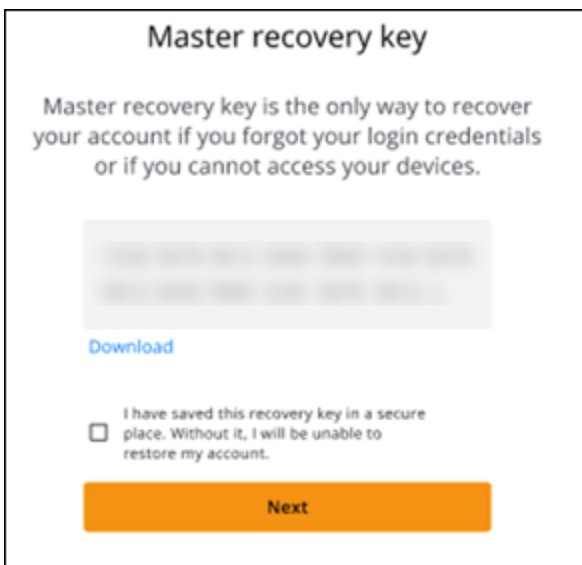 Master recovery key
Master recovery key is the only way to recover
your account if you forgot your login credentials
or if you cannot access your devices.
Download
I have saved this recovery key in a secure
place. Without it, I will be unable to
restore my account.
Next